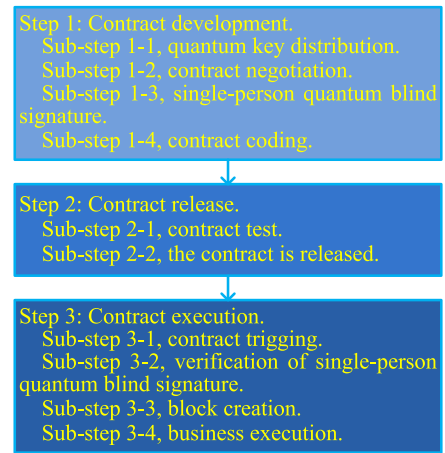 Step 1: Contract development.
Sub-step 1-1, quantum key distribution.
Sub-step 1-2, contract negotiation.
Sub-step 1-3, single-person quantum blind
signature.
Sub-step 1-4, contract coding.
Step 2: Contract release.
Sub-step 2-1, contract test.
Sub-step 2-2, the contract is released.
Step 3: Contract execution.
Sub-step 3-1, contract trigging.
Sub-step 3-2, verification of single-person
quantum blind signature.
Sub-step 3-3, block creation.
Sub-step 3-4, business execution.